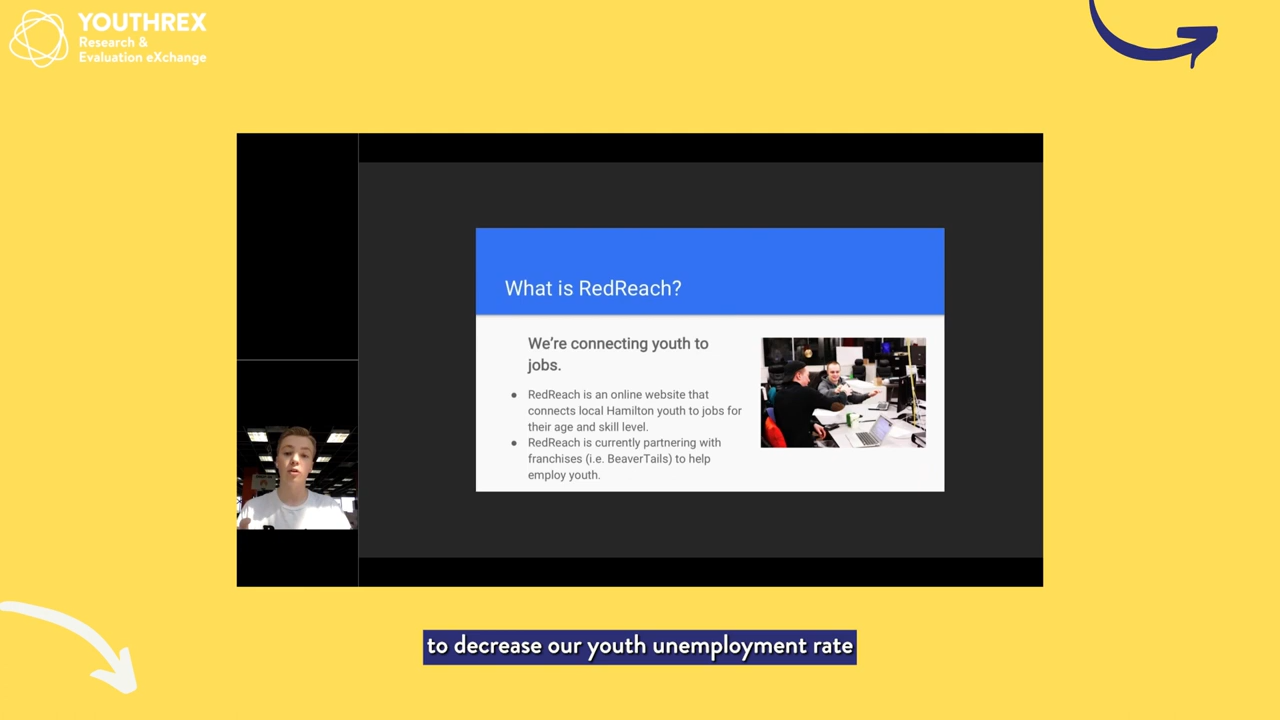 YOUTHREX
Research &
Evaluation eXchange
What is RedReach?
We're connecting youth to
jobs.
● RedReach is an online website that
connects local Hamilton youth to jobs for
their age and skill level.
● RedReach is currently partnering with
franchises (i.e. BeaverTails) to help
employ youth.
to decrease our youth unemployment rate